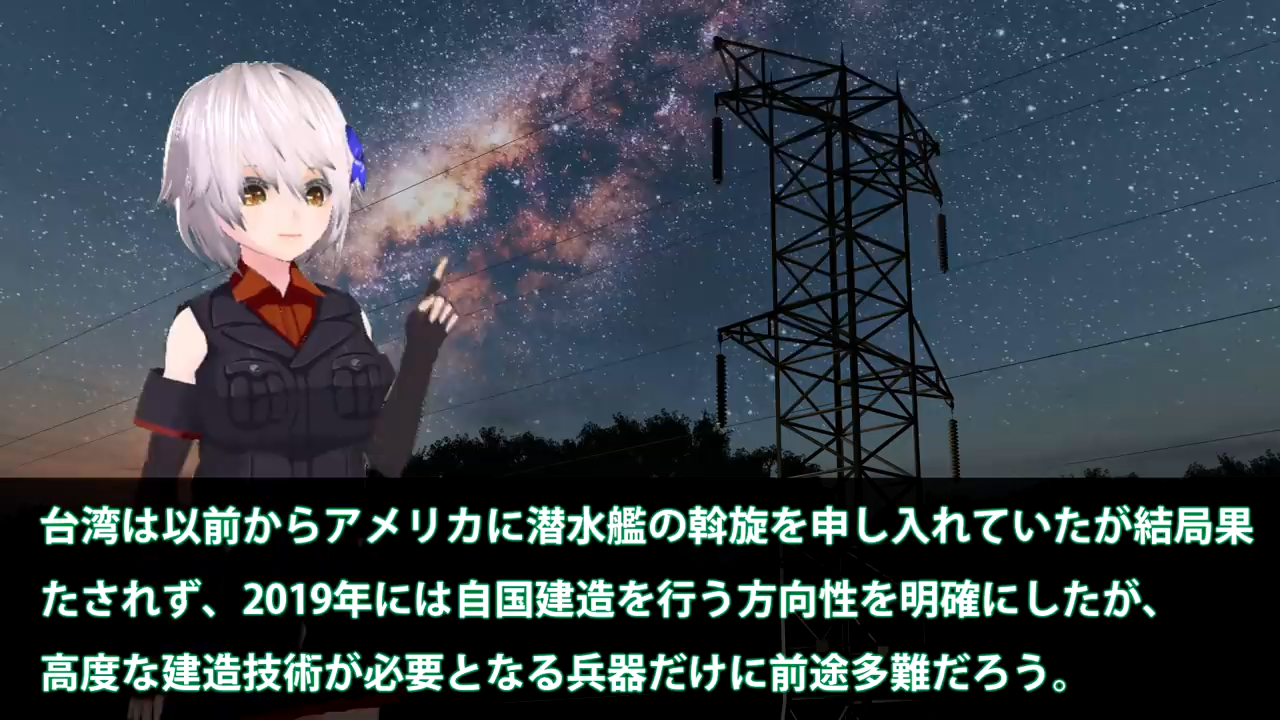 台湾は以前からアメリカに潜水艦の斡旋を申し入れていたが結局果
たされず、2019年には自国建造を行う方向性を明確にしたが、
高度な建造技術が必要となる兵器だけに前途多難だろう。